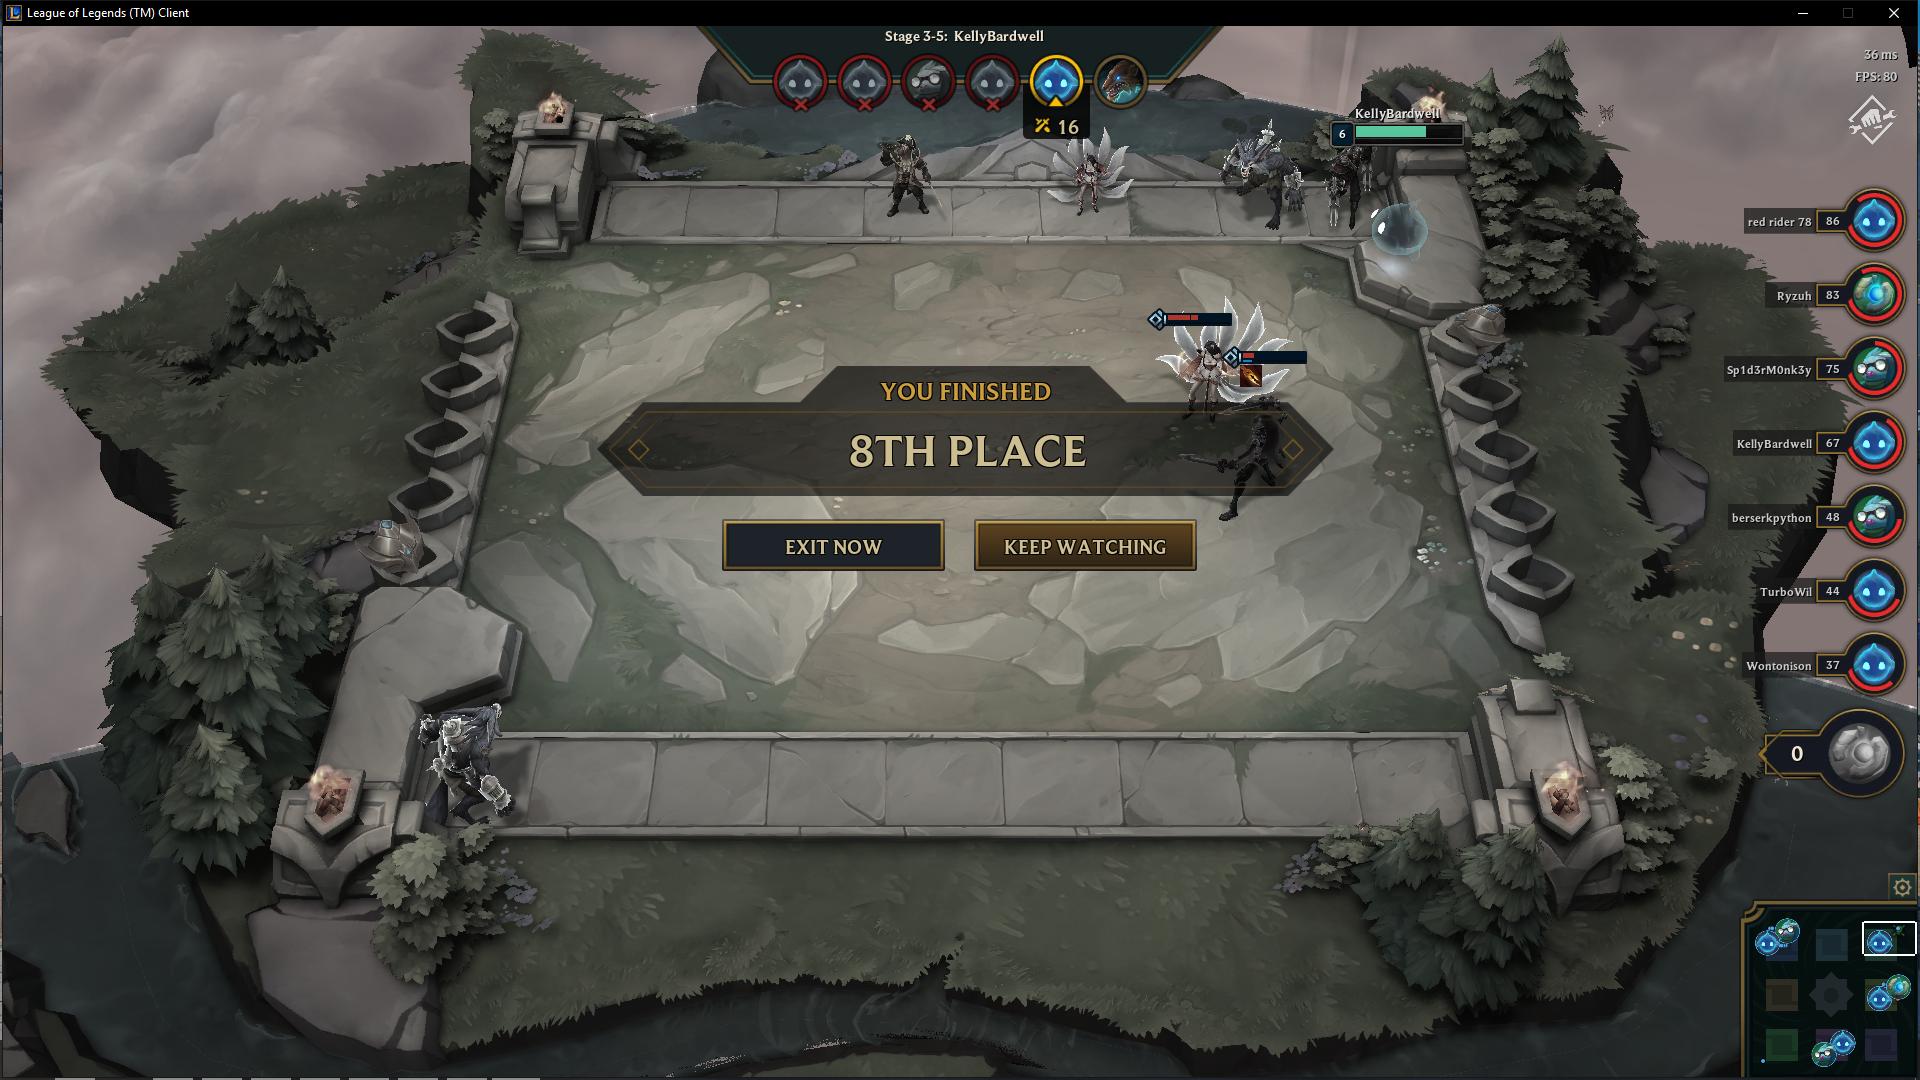 League of Legends (TM) Client
Stage 3-5: KellyBardwell
36 ms
FPS: 80
16
KellyBardwell
6
red rider 78 86
Ryzuh 83
Sp1d3rM0nk3y 75
YOU FINISHED
8TH PLACE
KellyBardwell 67
berserkpython 48
EXIT NOW
KEEP WATCHING
TurboWil 44
Wontonison 37
0